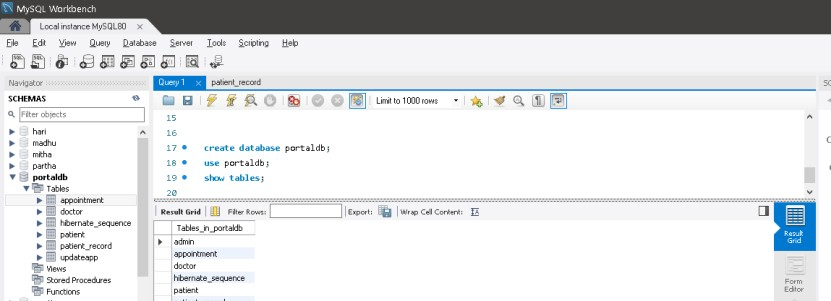 MySQL Workbench
Local instance MySQL80 ×
File Edit View Query Database Server Tools Scripting Help
Navigator
SCHEMAS
Filter objects
hari
madhu
mitha
partha
portaldb
Tables
appointment
doctor
hibernate_sequence
patient
patient_record
updateapp
Views
Stored Procedures
Functions
Query 1 × patient_record
Limit to 1000 rows
15
16
17 create database portaldb;
18 use portaldb;
19 show tables;
20
Result Grid Filter Rows: Export: Wrap Cell Content:
Tables_in_portaldb
admin
appointment
doctor
hibernate_sequence
patient
Result
Grid
Form
Editor